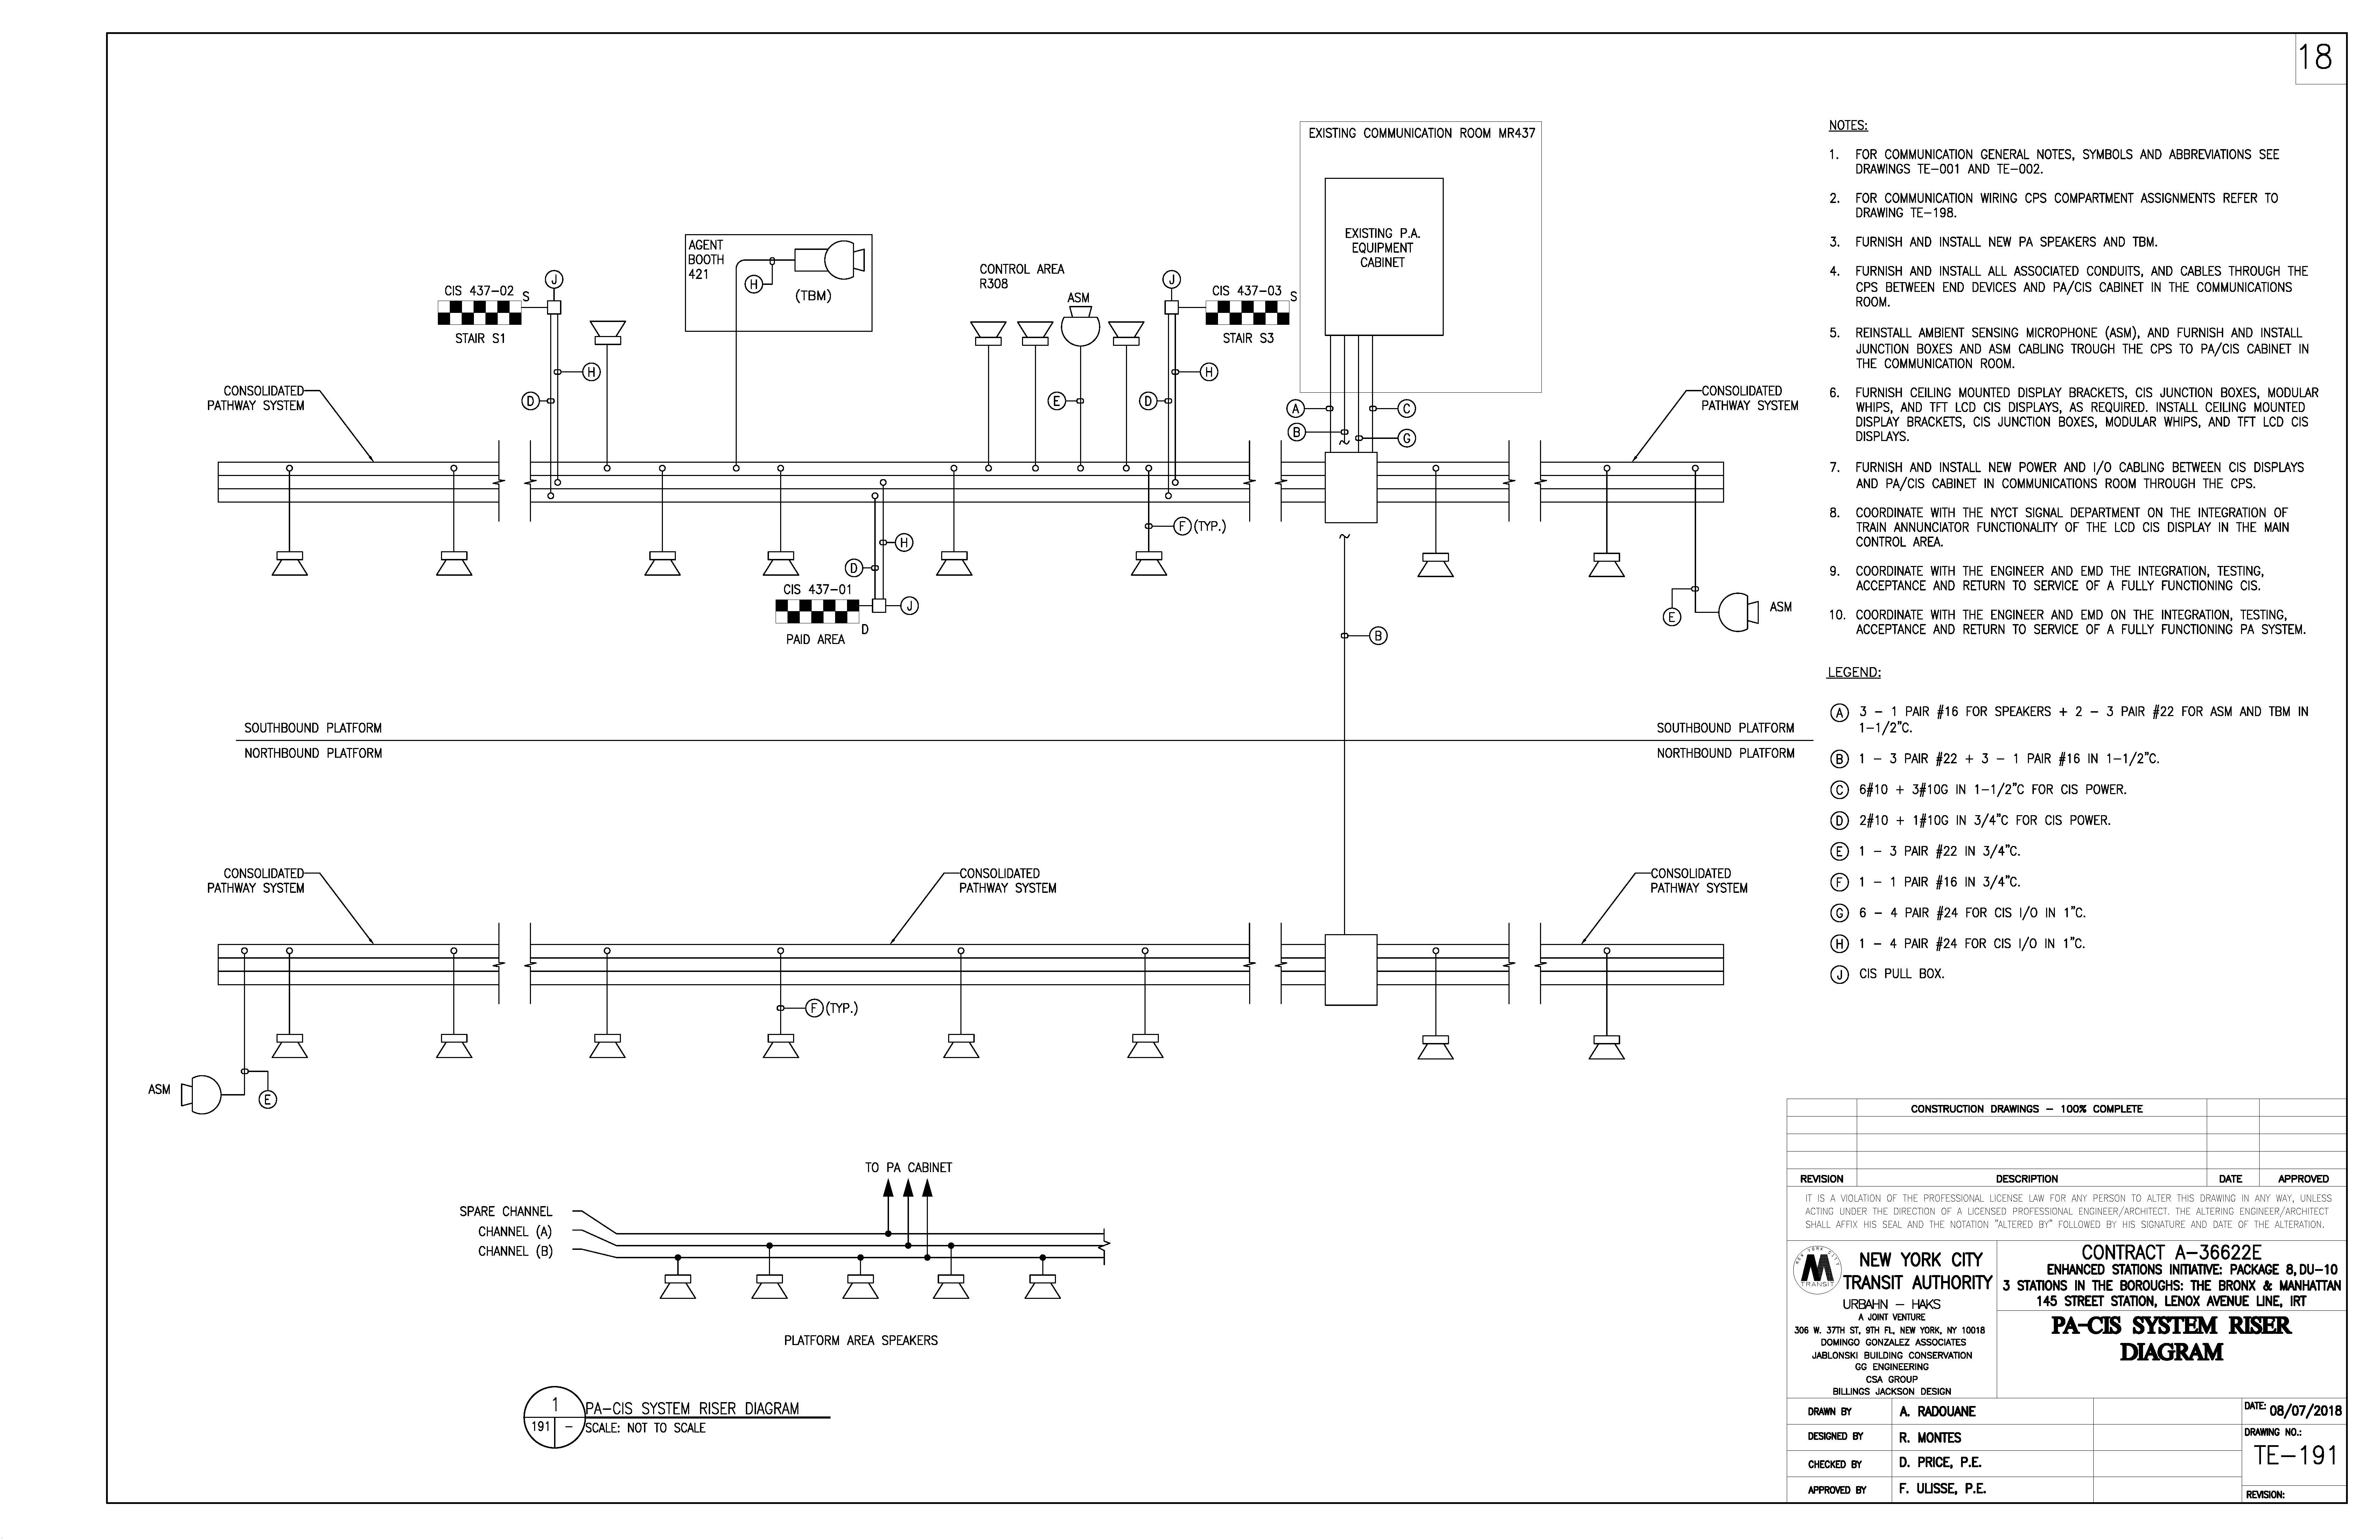 18
EXISTING COMMUNICATION ROOM MR437
EXISTING P.A.
EQUIPMENT
CABINET
AGENT
BOOTH
421
H
(TBM)
CONTROL AREA
R308
ASM
J
CIS 437-02
S
STAIR S1
J
CIS 437-03
S
STAIR S3
H
D
E
D
H
A
B
C
G
CONSOLIDATED
PATHWAY SYSTEM
CONSOLIDATED
PATHWAY SYSTEM
F
(TYP.)
H
D
CIS 437-01
J
D
PAID AREA
E
ASM
B
SOUTHBOUND PLATFORM
NORTHBOUND PLATFORM
SOUTHBOUND PLATFORM
NORTHBOUND PLATFORM
CONSOLIDATED
PATHWAY SYSTEM
CONSOLIDATED
PATHWAY SYSTEM
CONSOLIDATED
PATHWAY SYSTEM
F
(TYP.)
ASM
E
TO PA CABINET
SPARE CHANNEL
CHANNEL (A)
CHANNEL (B)
PLATFORM AREA SPEAKERS
1
191 -
PA-CIS SYSTEM RISER DIAGRAM
SCALE: NOT TO SCALE
NOTES:
1. FOR COMMUNICATION GENERAL NOTES, SYMBOLS AND ABBREVIATIONS SEE
DRAWINGS TE-001 AND TE-002.
2. FOR COMMUNICATION WIRING CPS COMPARTMENT ASSIGNMENTS REFER TO
DRAWING TE-198.
3. FURNISH AND INSTALL NEW PA SPEAKERS AND TBM.
4. FURNISH AND INSTALL ALL ASSOCIATED CONDUITS, AND CABLES THROUGH THE
CPS BETWEEN END DEVICES AND PA/CIS CABINET IN THE COMMUNICATIONS
ROOM.
5. REINSTALL AMBIENT SENSING MICROPHONE (ASM), AND FURNISH AND INSTALL
JUNCTION BOXES AND ASM CABLING TROUGH THE CPS TO PA/CIS CABINET IN
THE COMMUNICATION ROOM.
6. FURNISH CEILING MOUNTED DISPLAY BRACKETS, CIS JUNCTION BOXES, MODULAR
WHIPS, AND TFT LCD CIS DISPLAYS, AS REQUIRED. INSTALL CEILING MOUNTED
DISPLAY BRACKETS, CIS JUNCTION BOXES, MODULAR WHIPS, AND TFT LCD CIS
DISPLAYS.
7. FURNISH AND INSTALL NEW POWER AND I/O CABLING BETWEEN CIS DISPLAYS
AND PA/CIS CABINET IN COMMUNICATIONS ROOM THROUGH THE CPS.
8. COORDINATE WITH THE NYCT SIGNAL DEPARTMENT ON THE INTEGRATION OF
TRAIN ANNUNCIATOR FUNCTIONALITY OF THE LCD CIS DISPLAY IN THE MAIN
CONTROL AREA.
9. COORDINATE WITH THE ENGINEER AND EMD THE INTEGRATION, TESTING,
ACCEPTANCE AND RETURN TO SERVICE OF A FULLY FUNCTIONING CIS.
10. COORDINATE WITH THE ENGINEER AND EMD ON THE INTEGRATION, TESTING,
ACCEPTANCE AND RETURN TO SERVICE OF A FULLY FUNCTIONING PA SYSTEM.
LEGEND:
A 3 - 1 PAIR #16 FOR SPEAKERS + 2 - 3 PAIR #22 FOR ASM AND TBM IN
1-1/2"C.
B 1 - 3 PAIR #22 + 3 - 1 PAIR #16 IN 1-1/2"C.
C 6#10 + 3#10G IN 1-1/2"C FOR CIS POWER.
D 2#10 + 1#10G IN 3/4"C FOR CIS POWER.
E 1 - 3 PAIR #22 IN 3/4"C.
F 1 - 1 PAIR #16 IN 3/4"C.
G 6 - 4 PAIR #24 FOR CIS I/O IN 1"C.
H 1 - 4 PAIR #24 FOR CIS I/O IN 1"C.
J CIS PULL BOX.
CONSTRUCTION DRAWINGS - 100% COMPLETE
REVISION DESCRIPTION DATE APPROVED
IT IS A VIOLATION OF THE PROFESSIONAL LICENSE LAW FOR ANY PERSON TO ALTER THIS DRAWING IN ANY WAY, UNLESS
ACTING UNDER THE DIRECTION OF A LICENSED PROFESSIONAL ENGINEER/ARCHITECT. THE ALTERING ENGINEER/ARCHITECT
SHALL AFFIX HIS SEAL AND THE NOTATION "ALTERED BY" FOLLOWED BY HIS SIGNATURE AND DATE OF THE ALTERATION.
NEW YORK CITY
M
TRANSIT
NEW YORK CITY
TRANSIT AUTHORITY
URBAHN - HAKS
A JOINT VENTURE
306 W. 37TH ST, 9TH FL, NEW YORK, NY 10018
DOMINGO GONZALEZ ASSOCIATES
JABLONSKI BUILDING CONSERVATION
GG ENGINEERING
CSA GROUP
BILLINGS JACKSON DESIGN
CONTRACT A-36622E
ENHANCED STATIONS INITIATIVE: PACKAGE 8, DU-10
3 STATIONS IN THE BOROUGHS: THE BRONX & MANHATTAN
145 STREET STATION, LENOX AVENUE LINE, IRT
PA-CIS SYSTEM RISER
DIAGRAM
DRAWN BY A. RADOUANE
DESIGNED BY R. MONTES
CHECKED BY D. PRICE, P.E.
APPROVED BY F. ULISSE, P.E.
DATE: 08/07/2018
DRAWING NO.:
TE-191
REVISION: